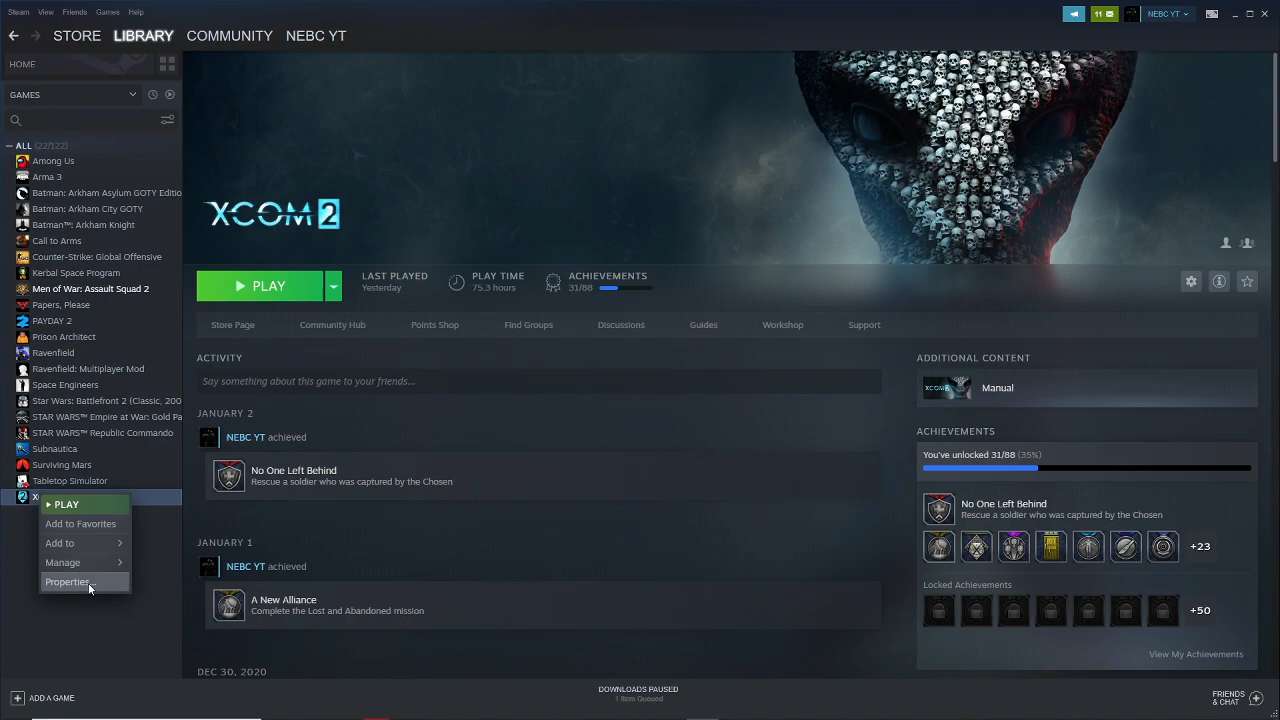 Steam View Friends Games Help
11 NEBC YT
STORE LIBRARY COMMUNITY NEBC YT
HOME
GAMES
ALL (22/122)
Among Us
Arma 3
Batman: Arkham Asylum GOTY Editio
Batman: Arkham City GOTY
Batman™: Arkham Knight
Call to Arms
Counter-Strike: Global Offensive
Kerbal Space Program
Men of War: Assault Squad 2
Papers, Please
PAYDAY 2
Prison Architect
Ravenfield
Ravenfield: Multiplayer Mod
Space Engineers
Star Wars: Battlefront 2 (Classic, 200
STAR WARS™ Empire at War: Gold Pa
STAR WARS™ Republic Commando
Subnautica
Surviving Mars
Tabletop Simulator
PLAY
Add to Favorites
Add to
Manage
Properties...
XCOM 2
PLAY
LAST PLAYED
Yesterday
PLAY TIME
75.3 hours
ACHIEVEMENTS
31/88
Store Page Community Hub Points Shop Find Groups Discussions Guides Workshop Support
ACTIVITY
Say something about this game to your friends...
JANUARY 2
NEBC YT achieved
No One Left Behind
Rescue a soldier who was captured by the Chosen
JANUARY 1
NEBC YT achieved
A New Alliance
Complete the Lost and Abandoned mission
DEC 30, 2020
ADDITIONAL CONTENT
XCOM 2
Manual
ACHIEVEMENTS
You've unlocked 31/88 (35%)
No One Left Behind
Rescue a soldier who was captured by the Chosen
+23
Locked Achievements
+50
View My Achievements
ADD A GAME
DOWNLOADS PAUSED
1 Item Queued
FRIENDS
& CHAT